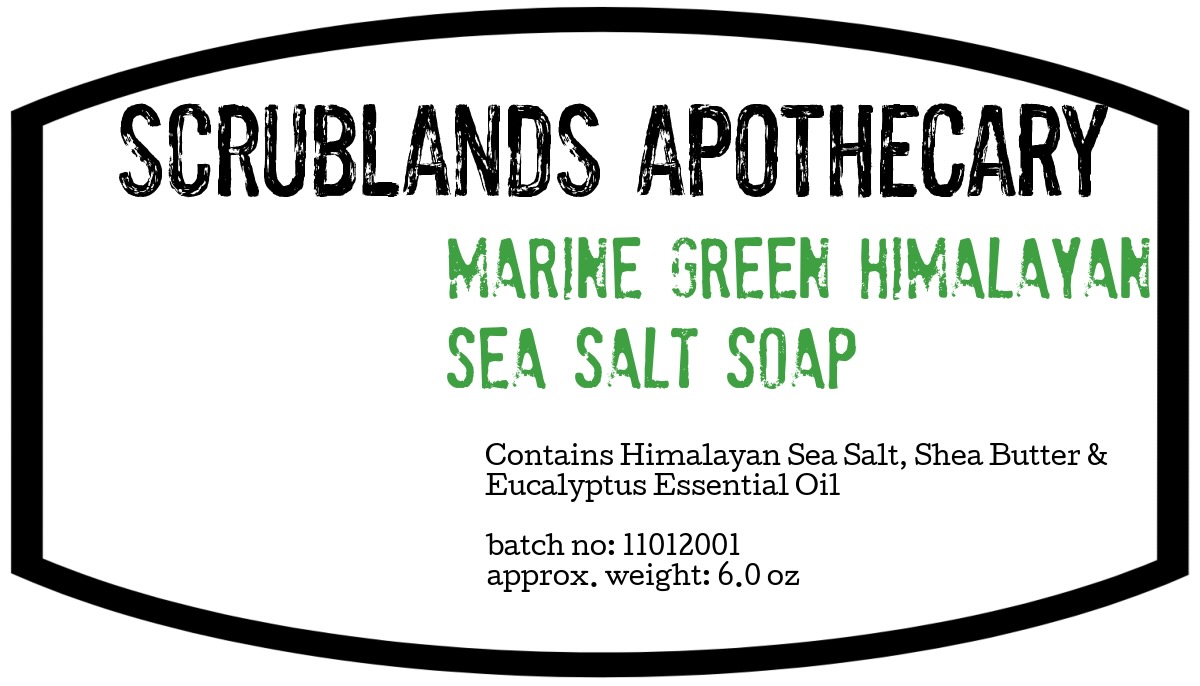 SCRUBLANDS APOTHECARY
MARINE GREEN HIMALAYAN
SEA SALT SOAP
Contains Himalayan Sea Salt, Shea Butter &
Eucalyptus Essential Oil
batch no: 11012001
approx. weight: 6.0 oz